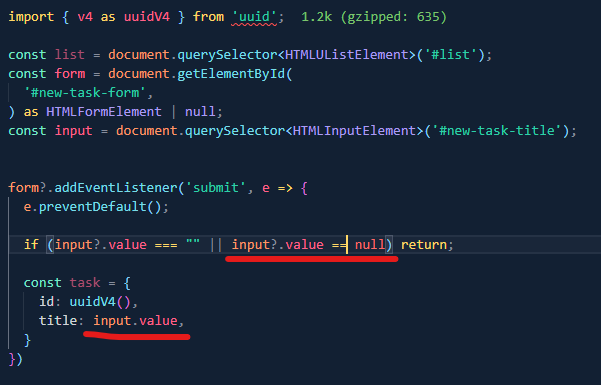 import { v4 as uuidV4 } from 'uuid';  1.2k (gzipped: 635)
const list = document.querySelector<HTMLUListElement>('#list');
const form = document.getElementById(
'#new-task-form',
) as HTMLFormElement | null;
const input = document.querySelector<HTMLInputElement>('#new-task-title');
form?.addEventListener('submit', e => {
e.preventDefault();
if (input?.value === "" || input?.value == null) return;
const task = {
id: uuidV4(),
title: input.value,
}
})